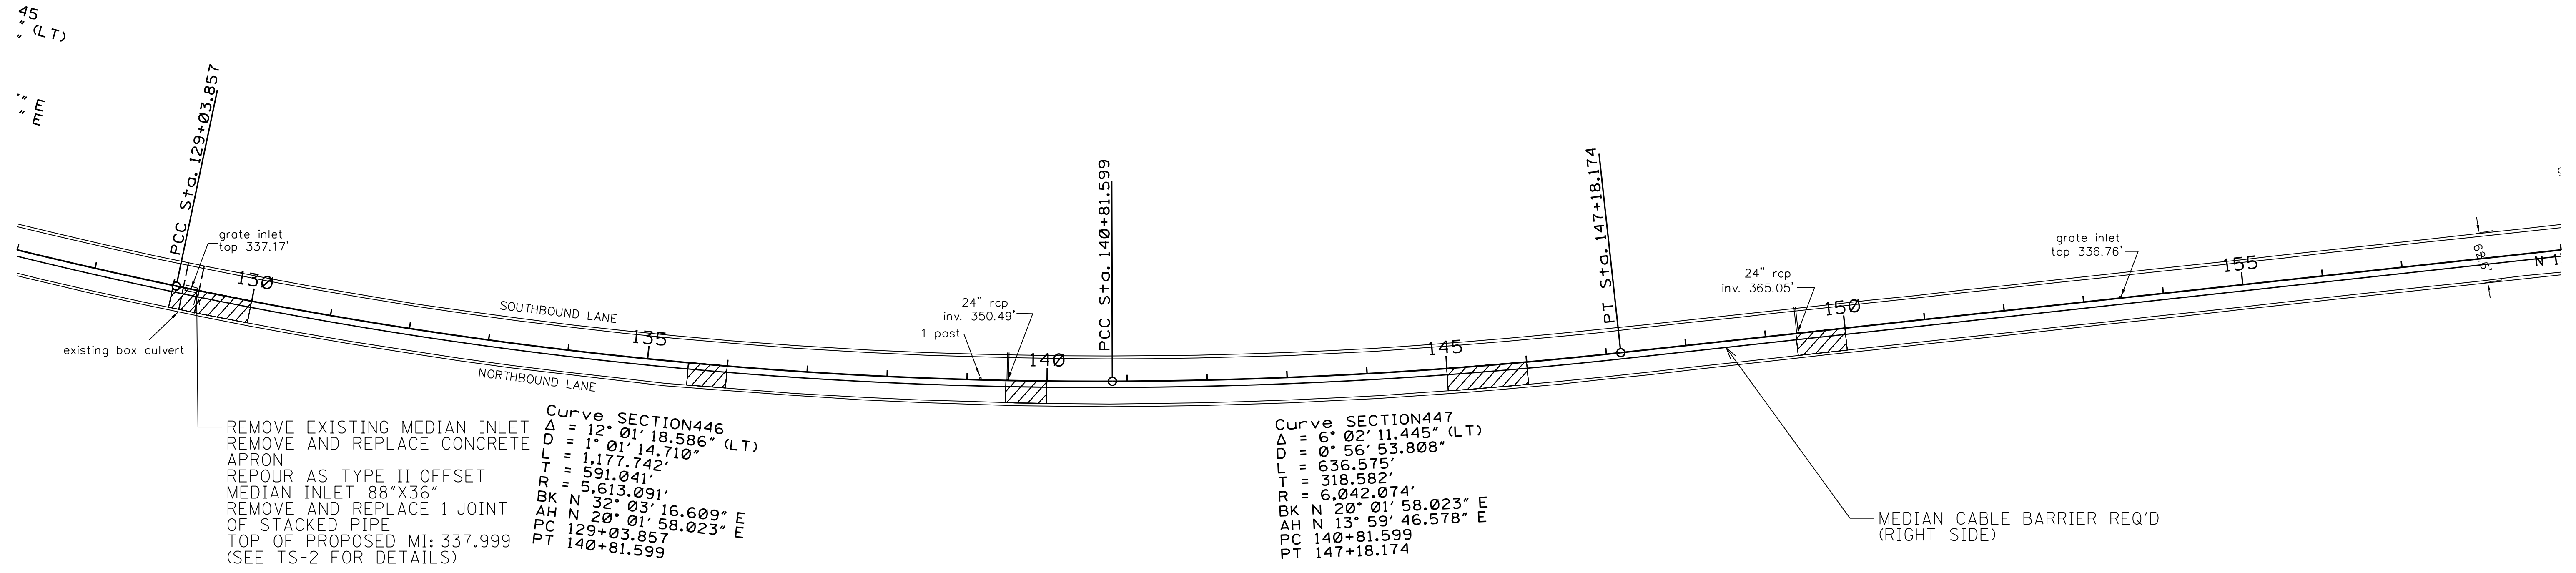 45
" (LT)
"
." E
" E
PCC Sta. 129+03.857
grate inlet
top 337.17'
130
existing box culvert
SOUTHBOUND LANE
NORTHBOUND LANE
135
24" rcp
inv. 350.49'
1 post
140
PCC Sta. 140+81.599
145
PT Sta. 147+18.174
24" rcp
inv. 365.05'
150
grate inlet
top 336.76'
155
N 1
REMOVE EXISTING MEDIAN INLET
REMOVE AND REPLACE CONCRETE
APRON
REPOUR AS TYPE II OFFSET
MEDIAN INLET 88"X36"
REMOVE AND REPLACE 1 JOINT
OF STACKED PIPE
TOP OF PROPOSED MI: 337.999
(SEE TS-2 FOR DETAILS)
Curve SECTION446
Δ = 12° 01' 18.586" (LT)
D = 1° 01' 14.710"
L = 1,177.742'
T = 591.041'
R = 5,613.091'
BK N 32° 03' 16.609" E
AH N 20° 01' 58.023" E
PC 129+03.857
PT 140+81.599
Curve SECTION447
Δ = 6° 02' 11.445" (LT)
D = 0° 56' 53.808"
L = 636.575'
T = 318.582'
R = 6,042.074'
BK N 20° 01' 58.023" E
AH N 13° 59' 46.578" E
PC 140+81.599
PT 147+18.174
MEDIAN CABLE BARRIER REQ'D
(RIGHT SIDE)